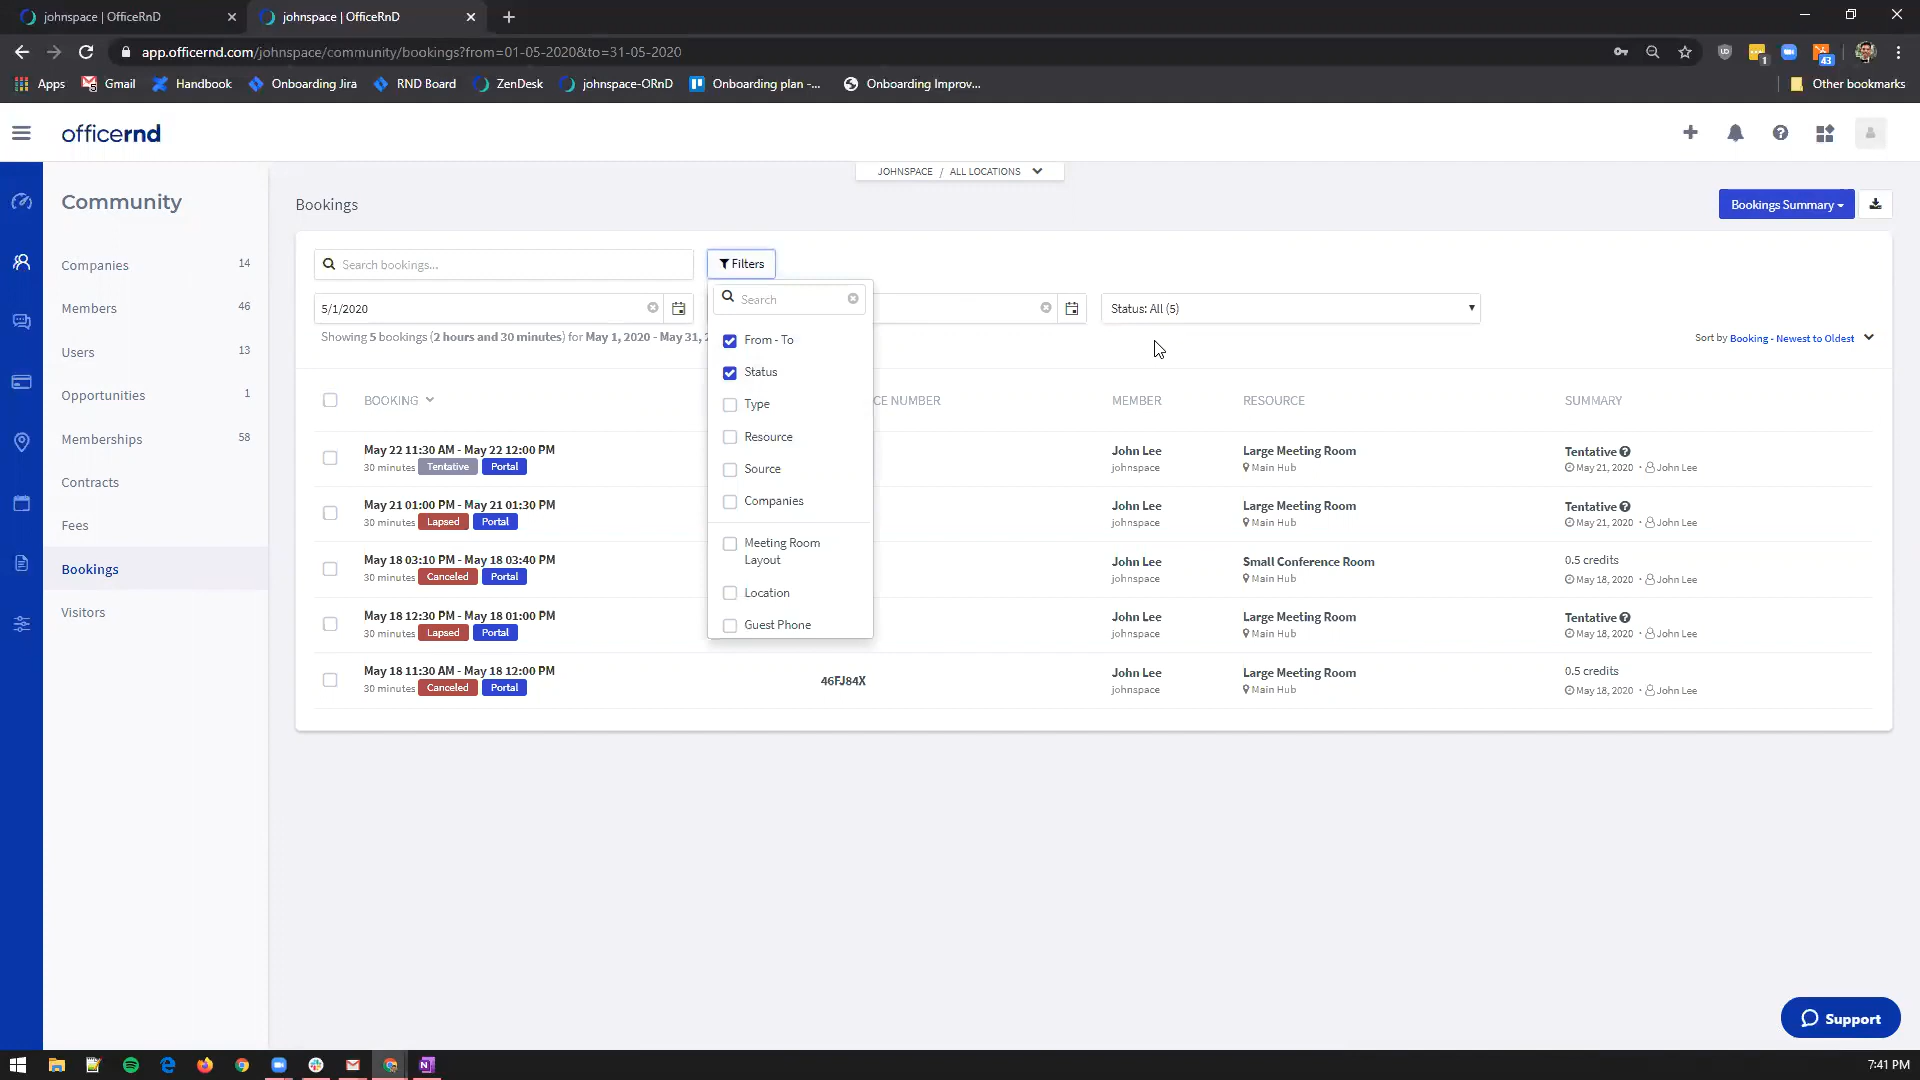 johnspace | OfficeRnD
johnspace | OfficeRnD
app.officernd.com/johnspace/community/bookings?from=01-05-2020&to=31-05-2020
1
43
Apps
Gmail
Handbook
Onboarding Jira
RND Board
ZenDesk
johnspace-ORnD
Onboarding plan -...
Onboarding Improv...
Other bookmarks
officernd
JOHNSPACE / ALL LOCATIONS
Community
Companies 14
Members 46
Users 13
Opportunities 1
Memberships 58
Contracts
Fees
Bookings
Visitors
Bookings
Bookings Summary
Search bookings...
Filters
5/1/2020
Status: All (5)
Showing 5 bookings (2 hours and 30 minutes) for May 1, 2020 - May 31, 2
Sort by Booking - Newest to Oldest
Search
From - To
Status
Type
Resource
Source
Companies
Meeting Room
Layout
Location
Guest Phone
BOOKING
CE NUMBER
MEMBER
RESOURCE
SUMMARY
May 22 11:30 AM - May 22 12:00 PM
30 minutes Tentative Portal
John Lee
johnspace
Large Meeting Room
Main Hub
Tentative
May 21, 2020 · John Lee
May 21 01:00 PM - May 21 01:30 PM
30 minutes Lapsed Portal
John Lee
johnspace
Large Meeting Room
Main Hub
Tentative
May 21, 2020 · John Lee
May 18 03:10 PM - May 18 03:40 PM
30 minutes Canceled Portal
John Lee
johnspace
Small Conference Room
Main Hub
0.5 credits
May 18, 2020 · John Lee
May 18 12:30 PM - May 18 01:00 PM
30 minutes Lapsed Portal
John Lee
johnspace
Large Meeting Room
Main Hub
Tentative
May 18, 2020 · John Lee
May 18 11:30 AM - May 18 12:00 PM
30 minutes Canceled Portal
46FJ84X
John Lee
johnspace
Large Meeting Room
Main Hub
0.5 credits
May 18, 2020 · John Lee
Support
7:41 PM